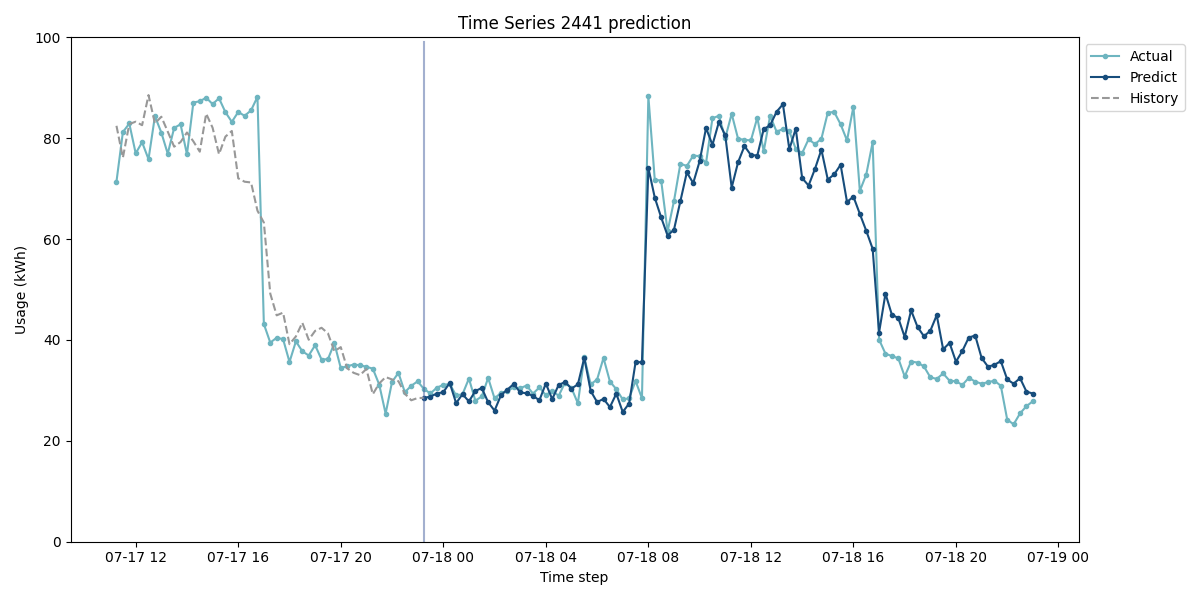 Time Series 2441 prediction
Usage (kWh)
100
80
60
40
20
0
07-17 12
07-17 16
07-17 20
07-18 00
07-18 04
07-18 08
07-18 12
07-18 16
07-18 20
07-19 00
Time step
Actual
Predict
History